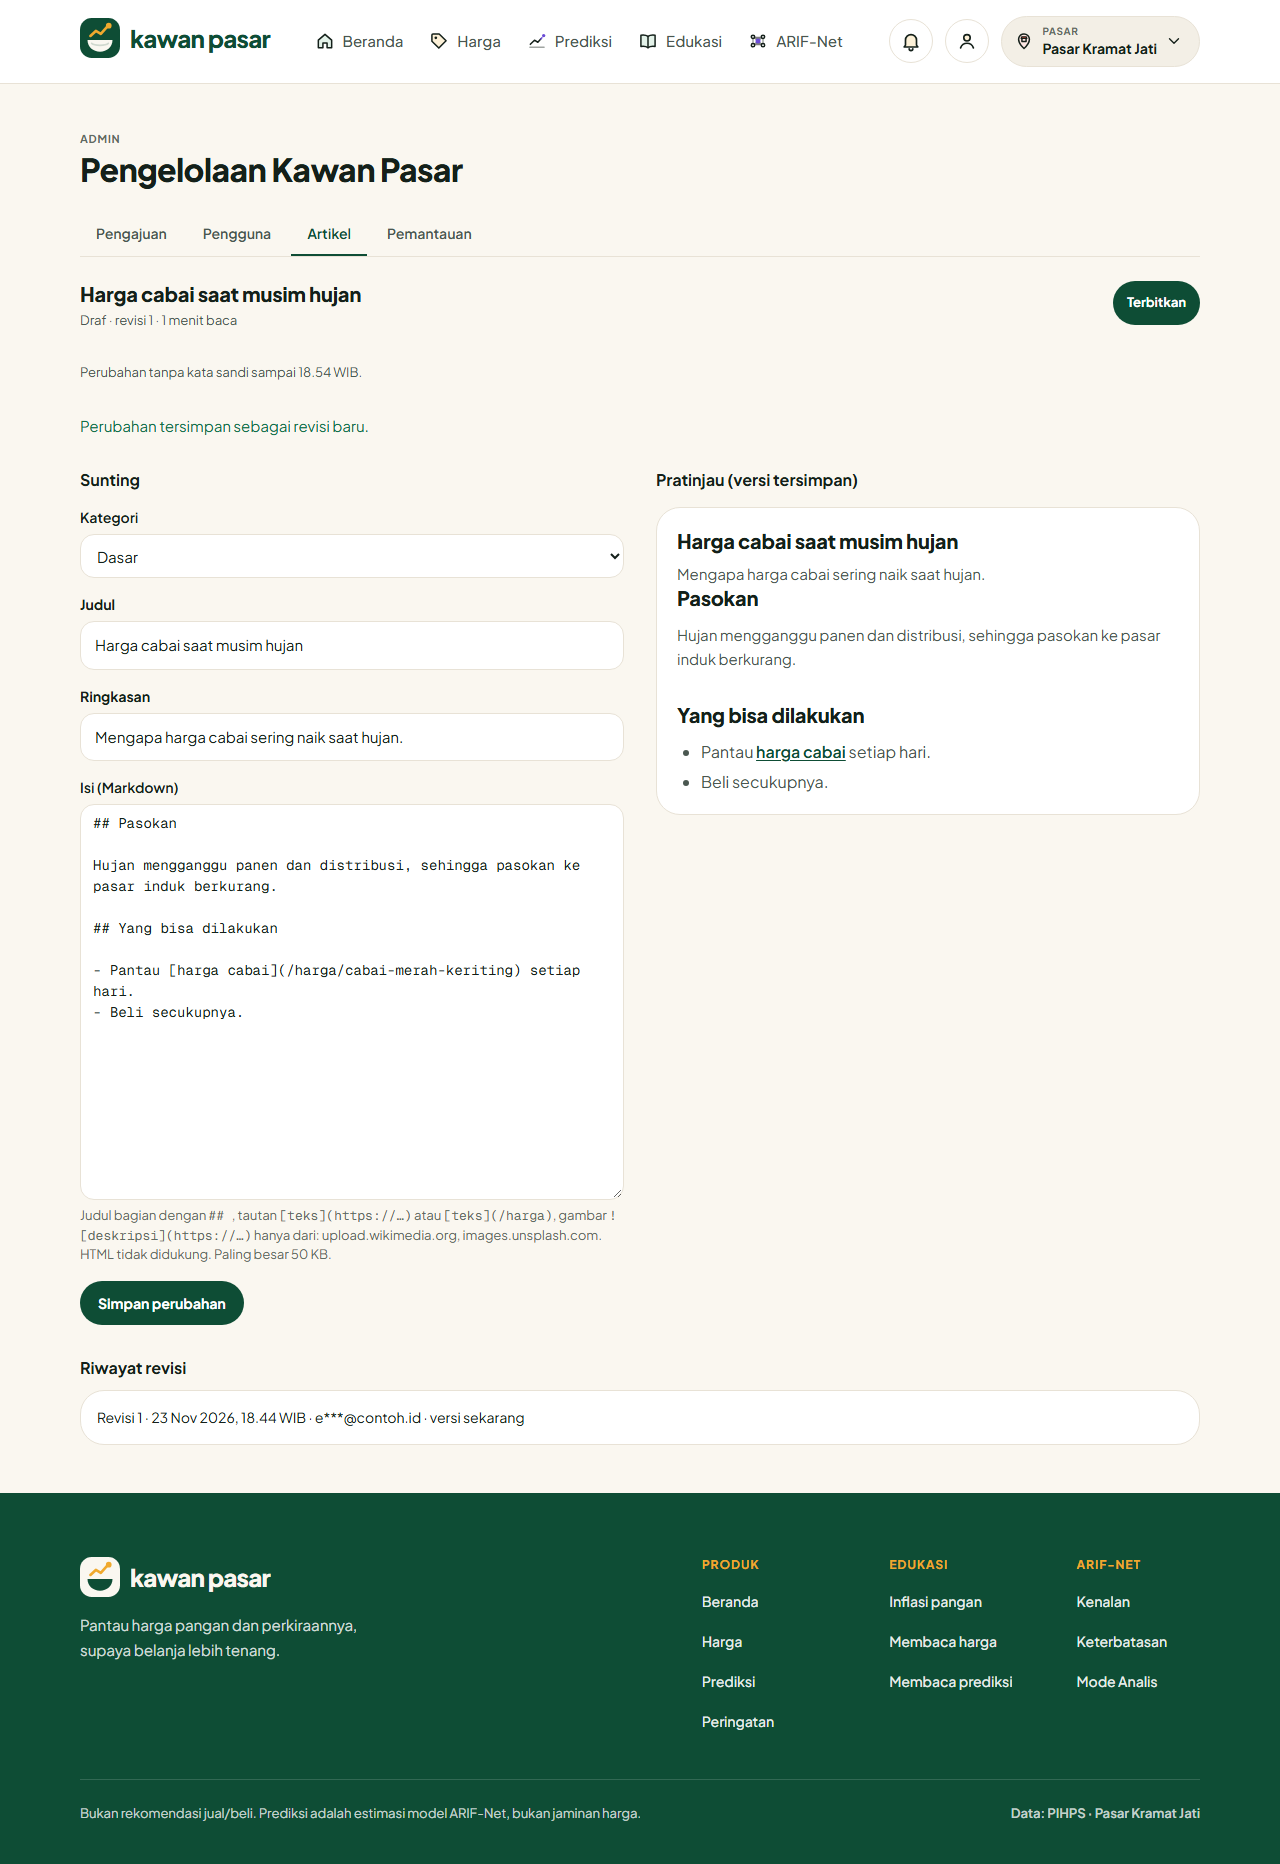 kawan pasar
Beranda
Harga
Prediksi
Edukasi
ARIF-Net
PASAR
Pasar Kramat Jati
ADMIN
Pengelolaan Kawan Pasar
Pengajuan
Pengguna
Artikel
Pemantauan
Harga cabai saat musim hujan
Draf · revisi 1 · 1 menit baca
Terbitkan
Perubahan tanpa kata sandi sampai 18.54 WIB.
Perubahan tersimpan sebagai revisi baru.
Sunting
Kategori
Dasar
Judul
Harga cabai saat musim hujan
Ringkasan
Mengapa harga cabai sering naik saat hujan.
Isi (Markdown)
## Pasokan
Hujan mengganggu panen dan distribusi, sehingga pasokan ke
pasar induk berkurang.
## Yang bisa dilakukan
- Pantau [harga cabai](/harga/cabai-merah-keriting) setiap
hari.
- Beli secukupnya.
Judul bagian dengan ## , tautan [teks](https://…) atau [teks](/harga), gambar !
[deskripsi](https://…) hanya dari: upload.wikimedia.org, images.unsplash.com.
HTML tidak didukung. Paling besar 50 KB.
Simpan perubahan
Pratinjau (versi tersimpan)
Harga cabai saat musim hujan
Mengapa harga cabai sering naik saat hujan.
Pasokan
Hujan mengganggu panen dan distribusi, sehingga pasokan ke pasar
induk berkurang.
Yang bisa dilakukan
• Pantau harga cabai setiap hari.
• Beli secukupnya.
Riwayat revisi
Revisi 1 · 23 Nov 2026, 18.44 WIB · e***@contoh.id · versi sekarang
kawan pasar
Pantau harga pangan dan perkiraannya,
supaya belanja lebih tenang.
PRODUK
Beranda
Harga
Prediksi
Peringatan
EDUKASI
Inflasi pangan
Membaca harga
Membaca prediksi
ARIF-NET
Kenalan
Keterbatasan
Mode Analis
Bukan rekomendasi jual/beli. Prediksi adalah estimasi model ARIF-Net, bukan jaminan harga.
Data: PIHPS · Pasar Kramat Jati